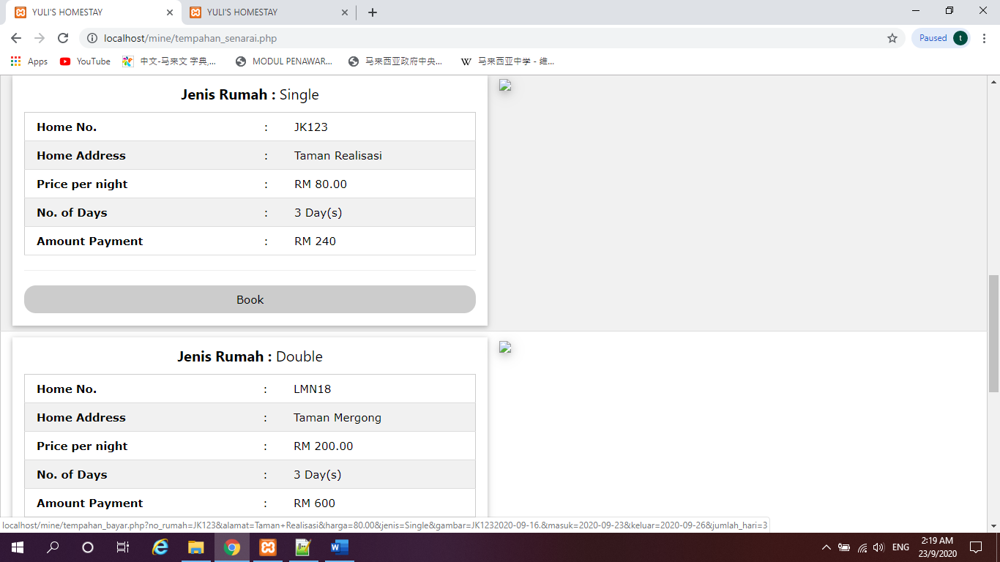 YULI'S HOMESTAY YULI'S HOMESTAY
localhost/mine/tempahan_senarai.php Paused t
Apps YouTube 中文-马来文 字典,... MODUL PENAWAR... 马来西亚政府中央... W 马来西亚中学 - 维...
Jenis Rumah : Single
Home No. : JK123
Home Address : Taman Realisasi
Price per night : RM 80.00
No. of Days : 3 Day(s)
Amount Payment : RM 240
Book
Jenis Rumah : Double
Home No. : LMN18
Home Address : Taman Mergong
Price per night : RM 200.00
No. of Days : 3 Day(s)
Amount Payment : RM 600
localhost/mine/tempahan_bayar.php?no_rumah=JK123&alamat=Taman+Realisasi&harga=80.00&jenis=Single&gambar=JK1232020-09-16.&masuk=2020-09-23&keluar=2020-09-26&jumlah_hari=3
ENG 2:19 AM
23/9/2020